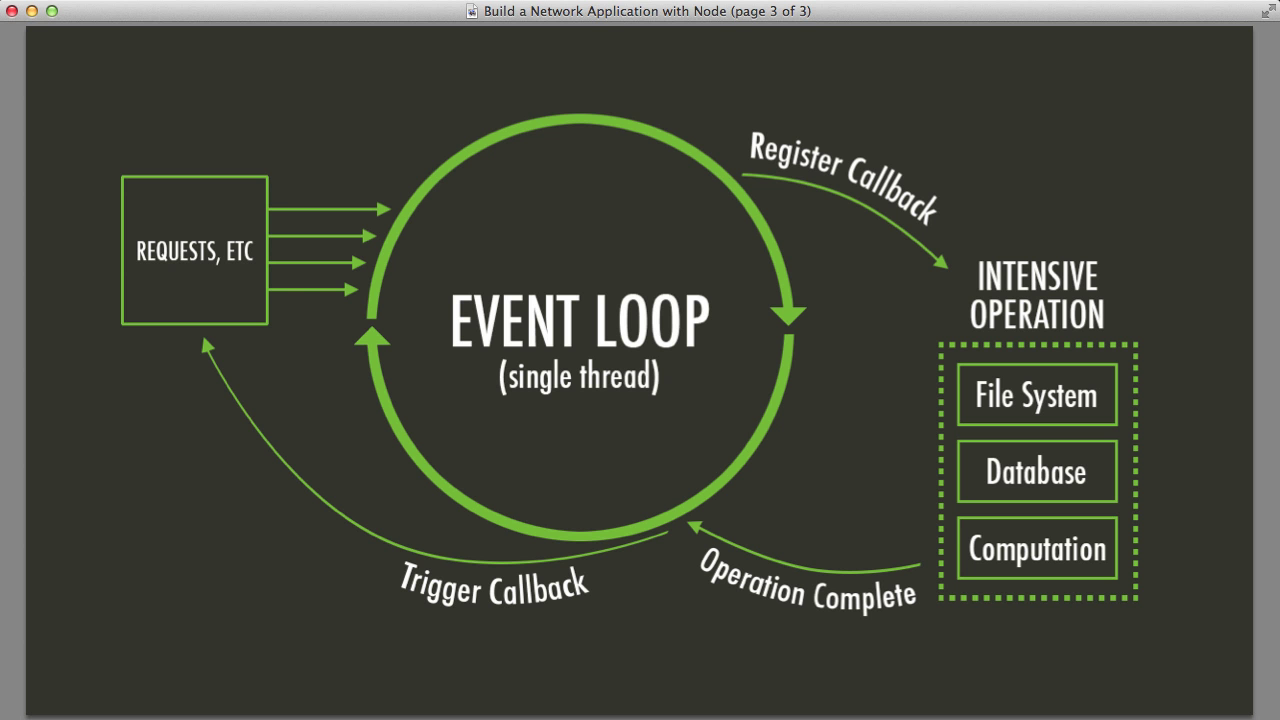 Build a Network Application with Node (page 3 of 3)
Register Callback
REQUESTS, ETC
EVENT LOOP
(single thread)
INTENSIVE
OPERATION
File System
Database
Computation
Operation Complete
Trigger Callback